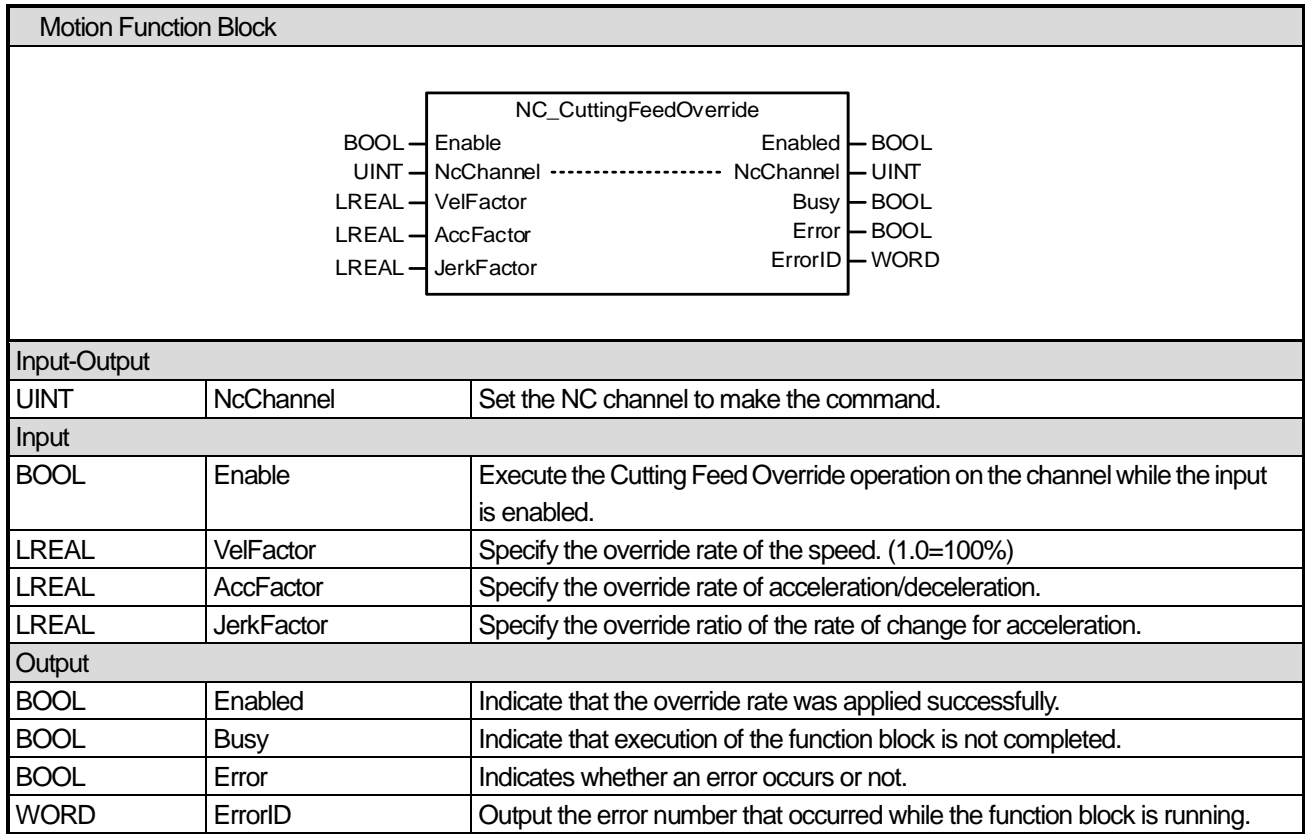 Motion Function Block
NC_CuttingFeedOverride
BOOL Enable Enabled BOOL
UINT NcChannel NcChannel UINT
LREAL VelFactor Busy BOOL
LREAL AccFactor Error BOOL
LREAL JerkFactor ErrorID WORD
Input-Output
UINT NcChannel Set the NC channel to make the command.
Input
BOOL Enable Execute the Cutting Feed Override operation on the channel while the input
is enabled.
LREAL VelFactor Specify the override rate of the speed. (1.0=100%)
LREAL AccFactor Specify the override rate of acceleration/deceleration.
LREAL JerkFactor Specify the override ratio of the rate of change for acceleration.
Output
BOOL Enabled Indicate that the override rate was applied successfully.
BOOL Busy Indicate that execution of the function block is not completed.
BOOL Error Indicates whether an error occurs or not.
WORD ErrorID Output the error number that occurred while the function block is running.